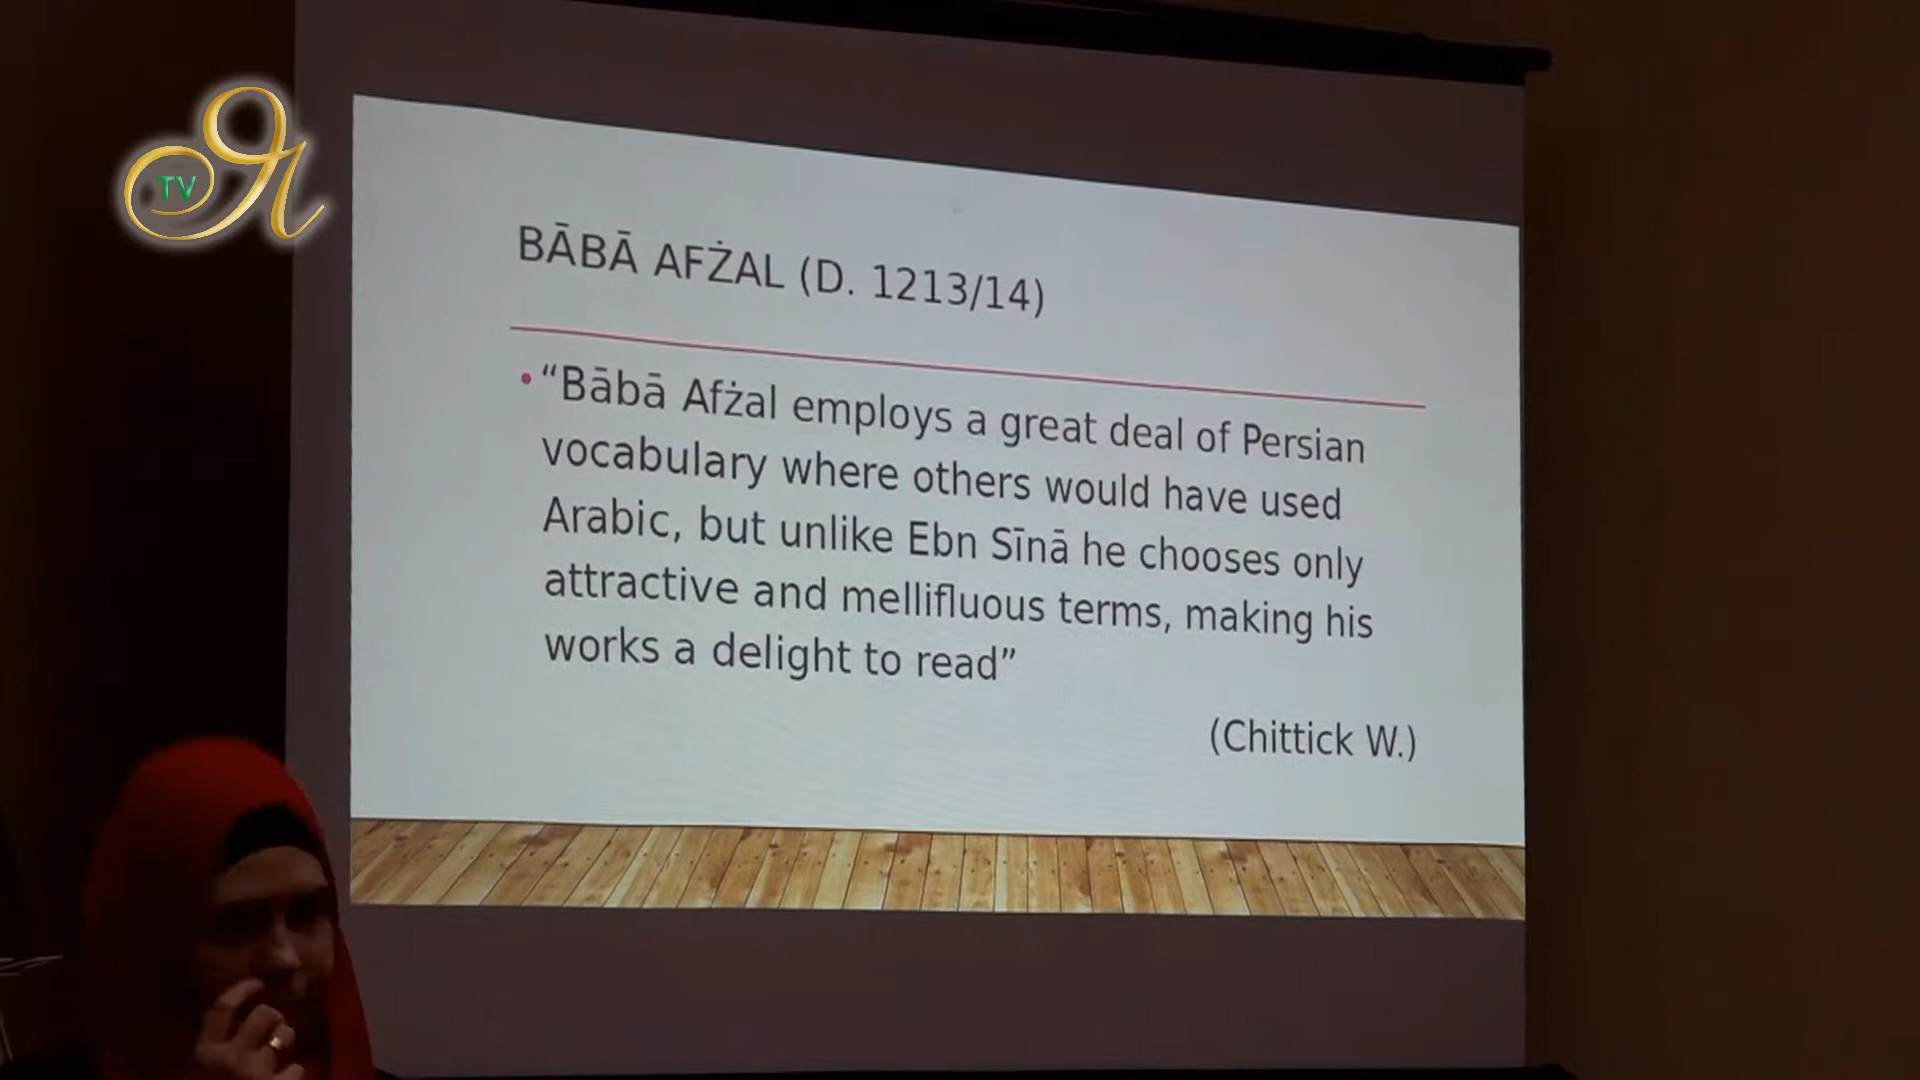 TV
BĀBĀ AFŻAL (D. 1213/14)
• “Bābā Afżal employs a great deal of Persian
vocabulary where others would have used
Arabic, but unlike Ebn Sīnā he chooses only
attractive and mellifluous terms, making his
works a delight to read”
(Chittick W.)